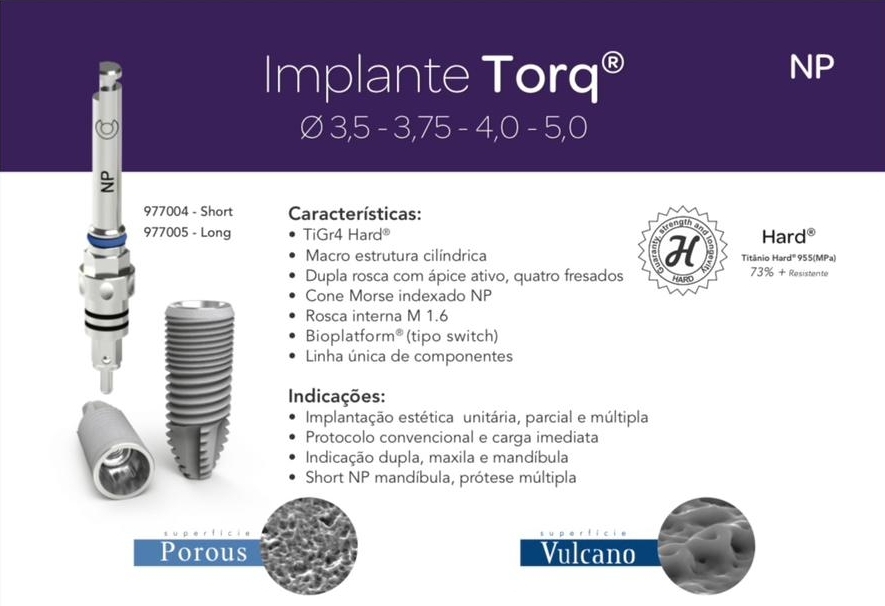 Implante Torq®
NP
Ø 3,5 - 3,75 - 4,0 - 5,0
NP
977004 - Short
977005 - Long
Características:
• TiGr4 Hard®
• Macro estrutura cilíndrica
• Dupla rosca com ápice ativo, quatro fresados
• Cone Morse indexado NP
• Rosca interna M 1.6
• Bioplatform® (tipo switch)
• Linha única de componentes
Guaranty, strength and longevity
H
HARD
Hard®
Titânio Hard® 955(MPa)
73% + Resistente
Indicações:
• Implantação estética unitária, parcial e múltipla
• Protocolo convencional e carga imediata
• Indicação dupla, maxila e mandíbula
• Short NP mandíbula, prótese múltipla
superfície
Porous
superfície
Vulcano